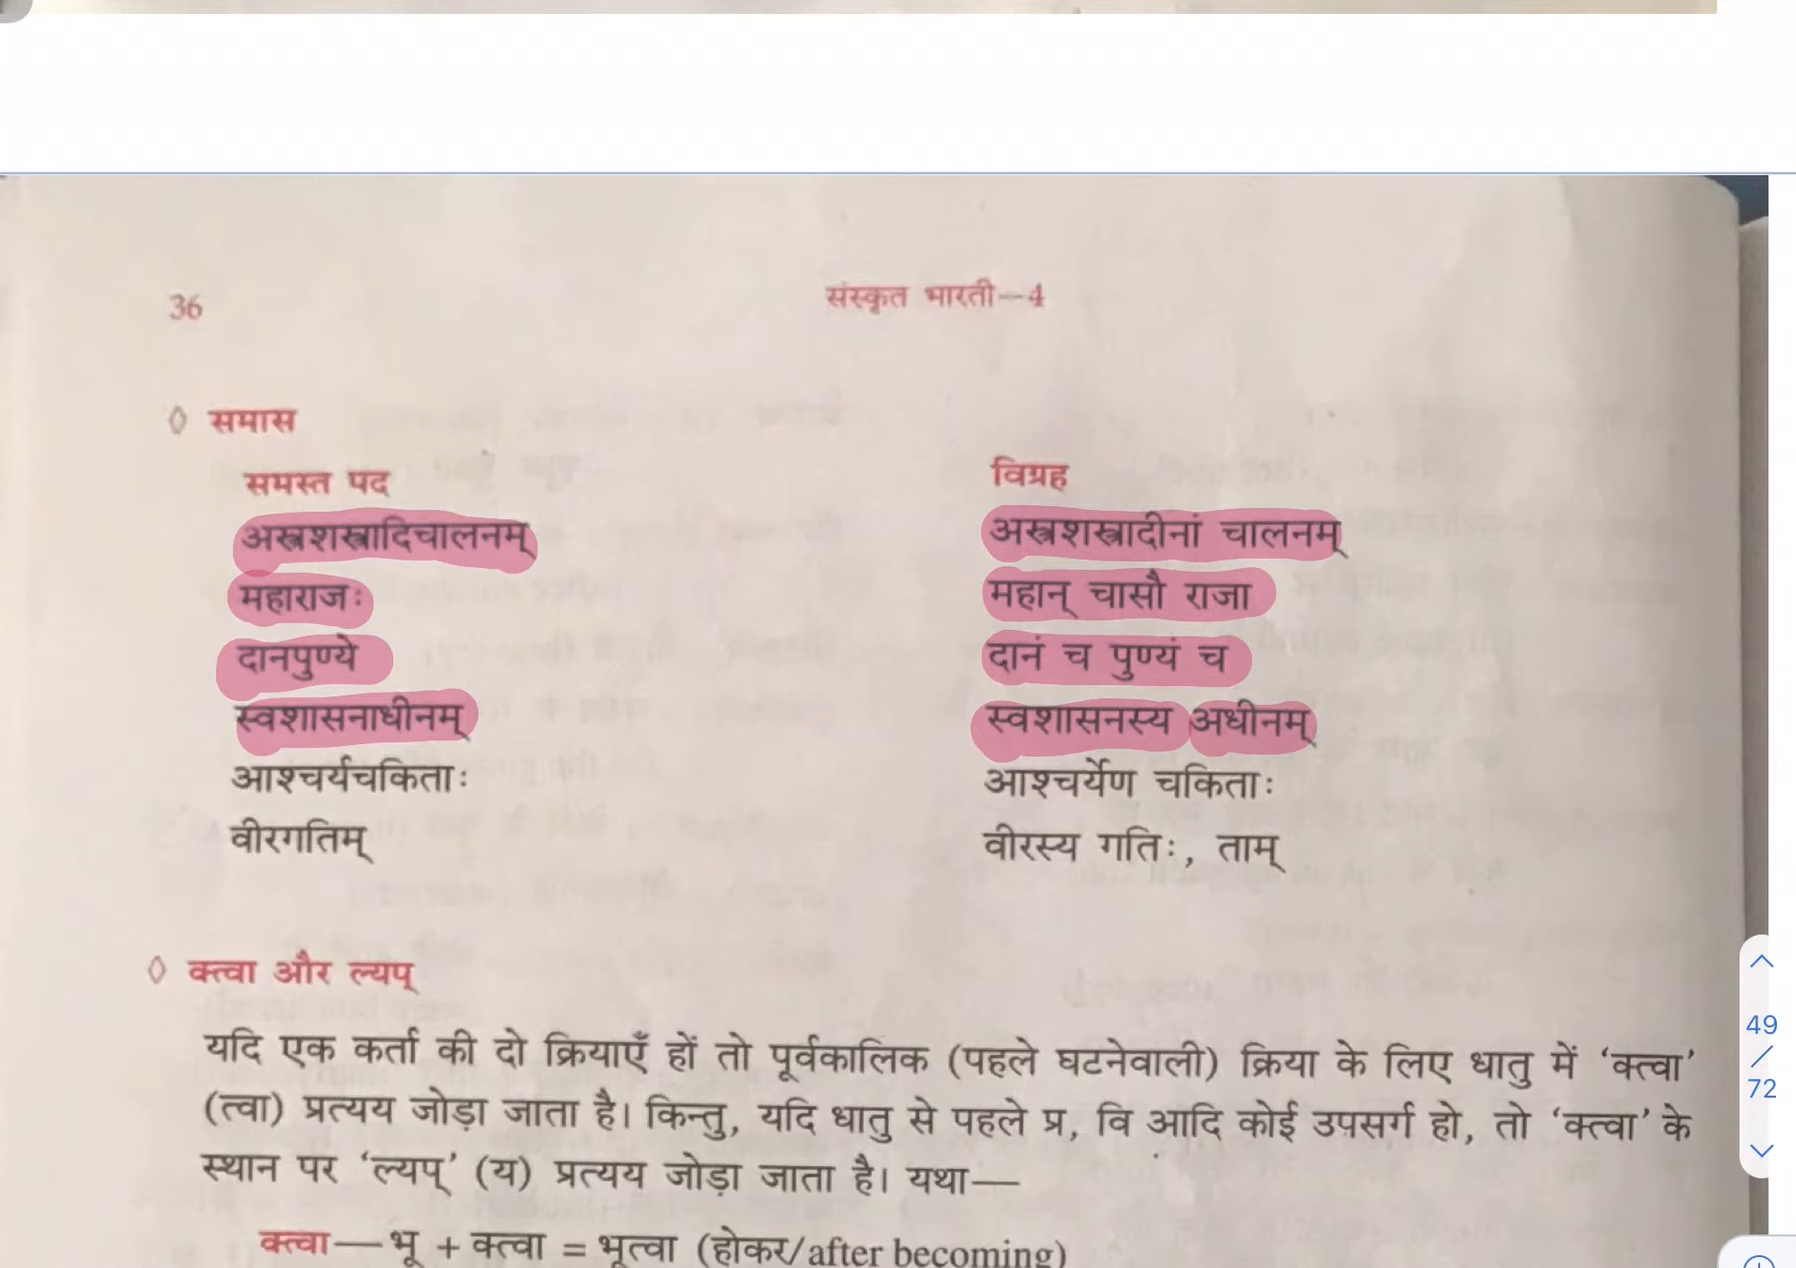 36
संस्कृत भारती—4
◊ समास
समस्त पद विग्रह
अस्त्रशस्त्रादिचालनम् अस्त्रशस्त्रादीनां चालनम्
महाराजः महान् चासौ राजा
दानपुण्ये दानं च पुण्यं च
स्वशासनाधीनम् स्वशासनस्य अधीनम्
आश्चर्यचकिताः आश्चर्येण चकिताः
वीरगतिम् वीरस्य गतिः, ताम्
◊ क्त्वा और ल्यप्
यदि एक कर्ता की दो क्रियाएँ हों तो पूर्वकालिक (पहले घटनेवाली) क्रिया के लिए धातु में ‘क्त्वा’
(त्वा) प्रत्यय जोड़ा जाता है। किन्तु, यदि धातु से पहले प्र, वि आदि कोई उपसर्ग हो, तो ‘क्त्वा’ के
स्थान पर ‘ल्यप्’ (य) प्रत्यय जोड़ा जाता है। यथा—
क्त्वा—भू + क्त्वा = भूत्वा (होकर/after becoming)
49
/
72